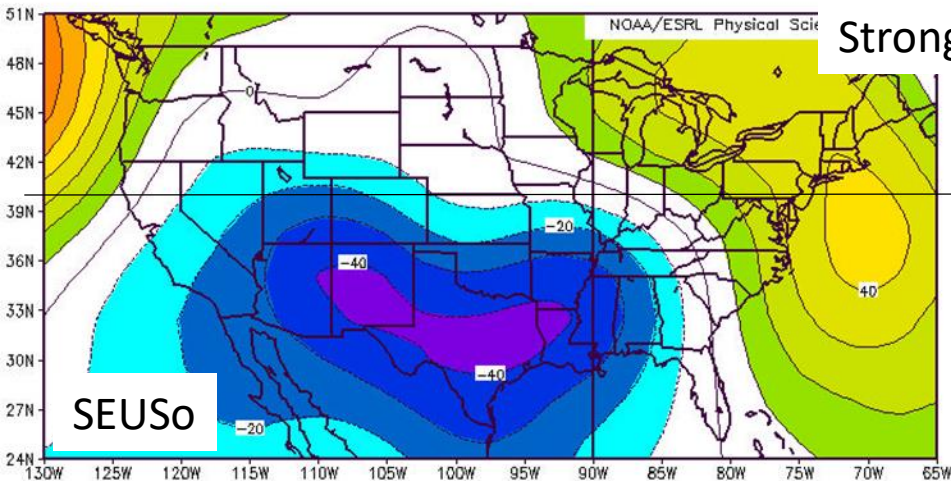 51N
48N
45N
42N
39N
36N
33N
30N
27N
24N
NOAA/ESRL Physical Scie
Strong
0
-20
-40
40
-40
-20
SEUSo
130W 125W 120W 115W 110W 105W 100W 95W 90W 85W 80W 75W 70W 65W